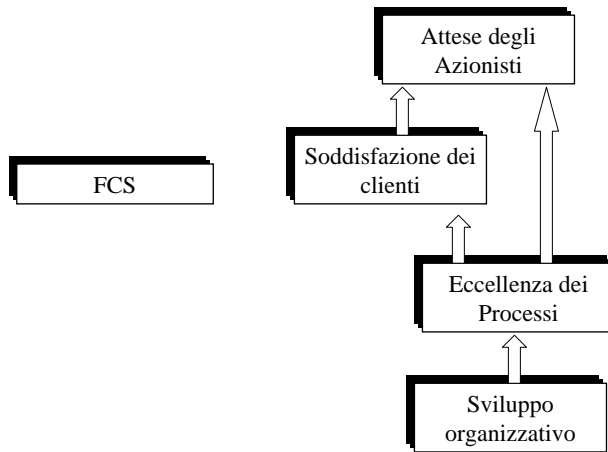 Attese degli
Azionisti
Soddisfazione dei
clienti
FCS
Eccellenza dei
Processi
Sviluppo
organizzativo